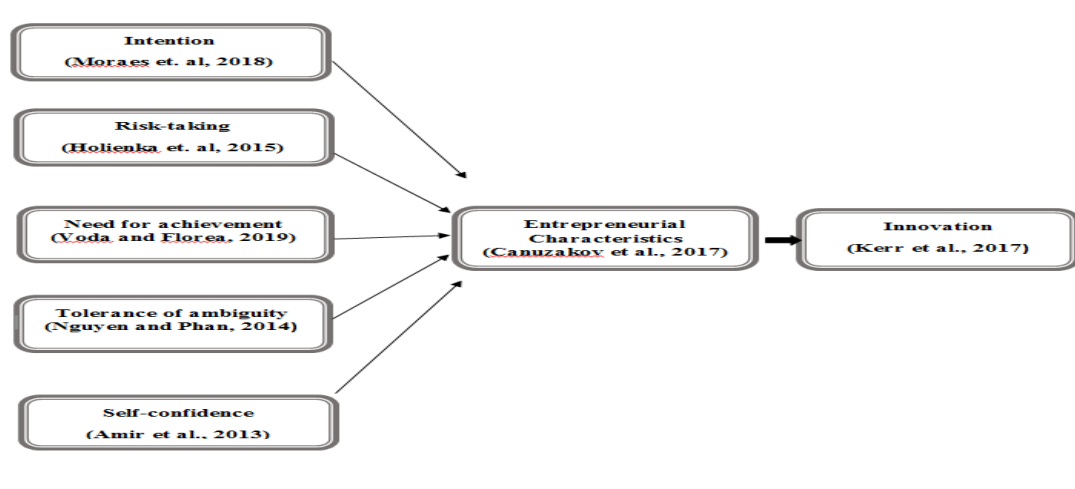 Intention
(Moraes et. al, 2018)
Risk-taking
(Holienka et. al, 2015)
Need for achievement
(Voda and Florea, 2019)
Tolerance of ambiguity
(Nguyen and Phan, 2014)
Self-confidence
(Amir et al., 2013)
Entrepreneurial
Characteristics
(Canuzakov et al., 2017)
Innovation
(Kerr et al., 2017)